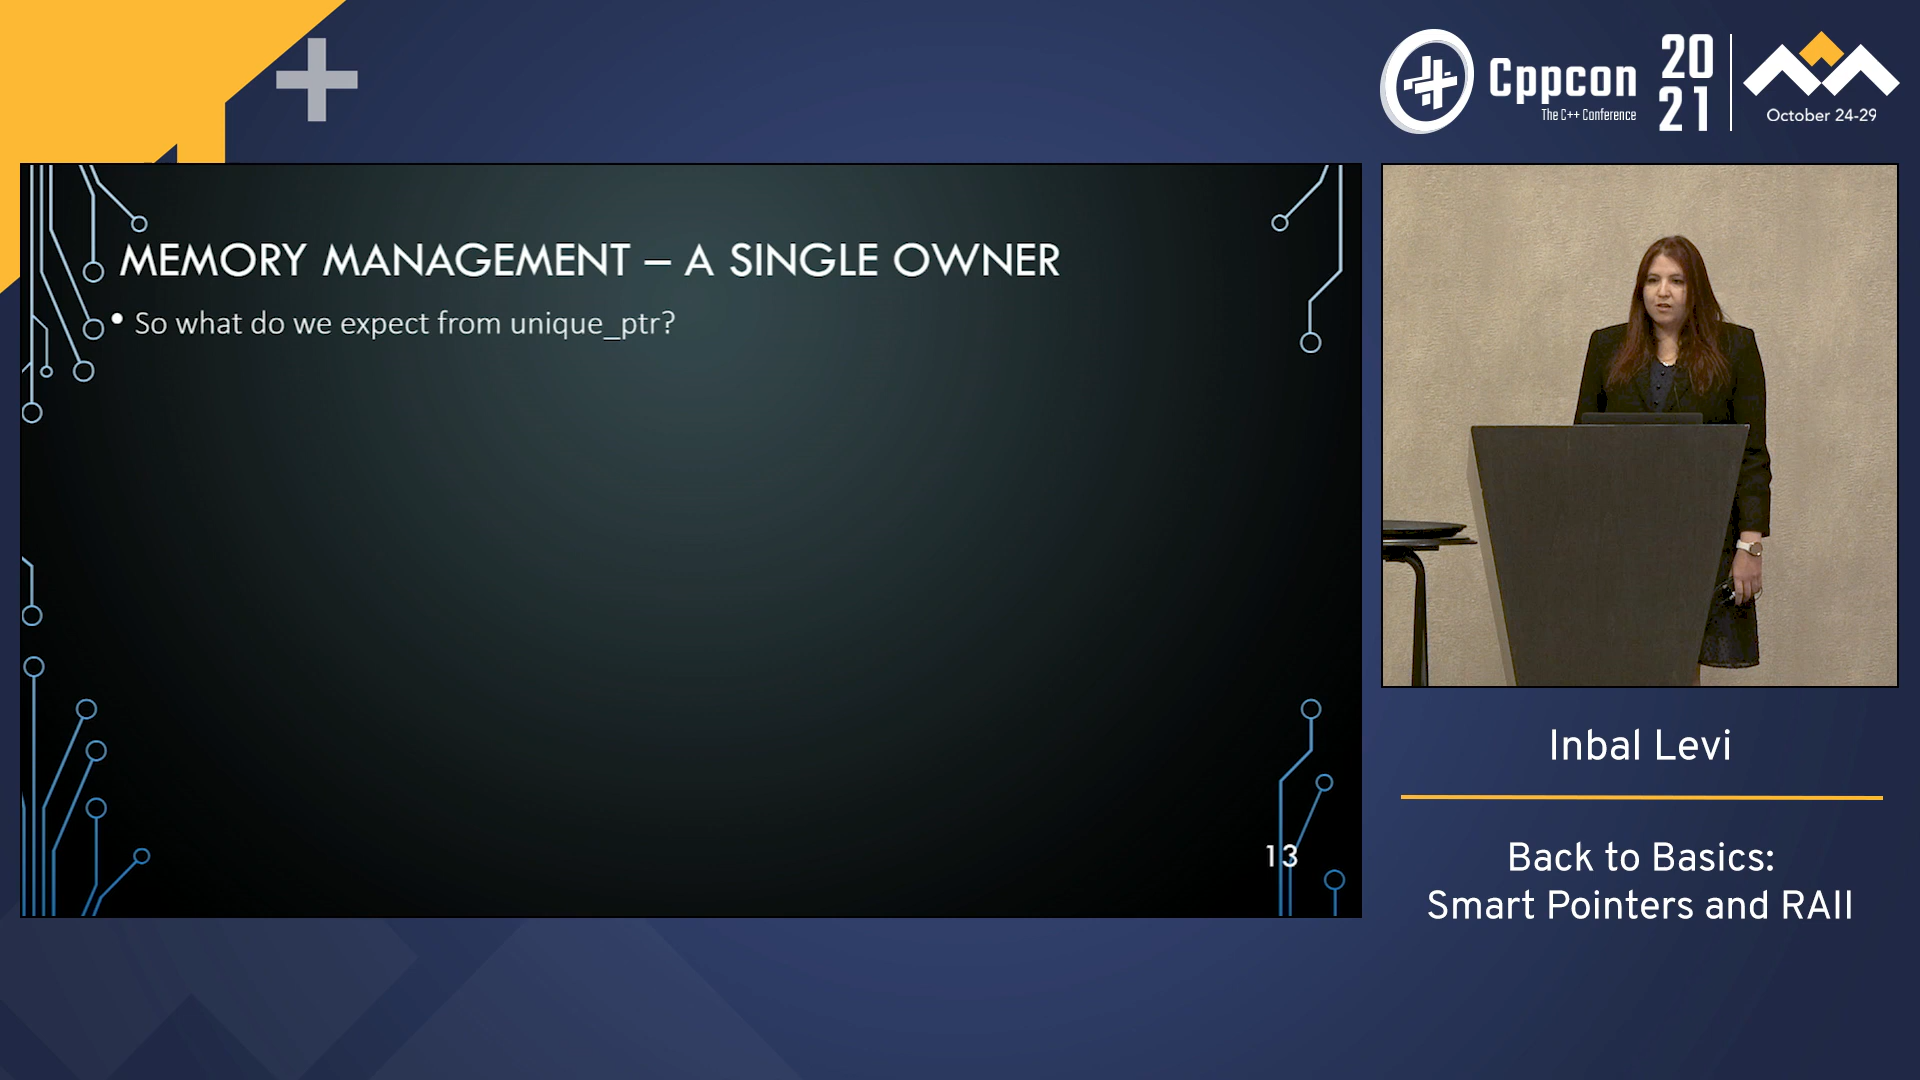 Cppcon
The C++ Conference
20
21
October 24-29
MEMORY MANAGEMENT – A SINGLE OWNER
• So what do we expect from unique_ptr?
13
Inbal Levi
Back to Basics:
Smart Pointers and RAII